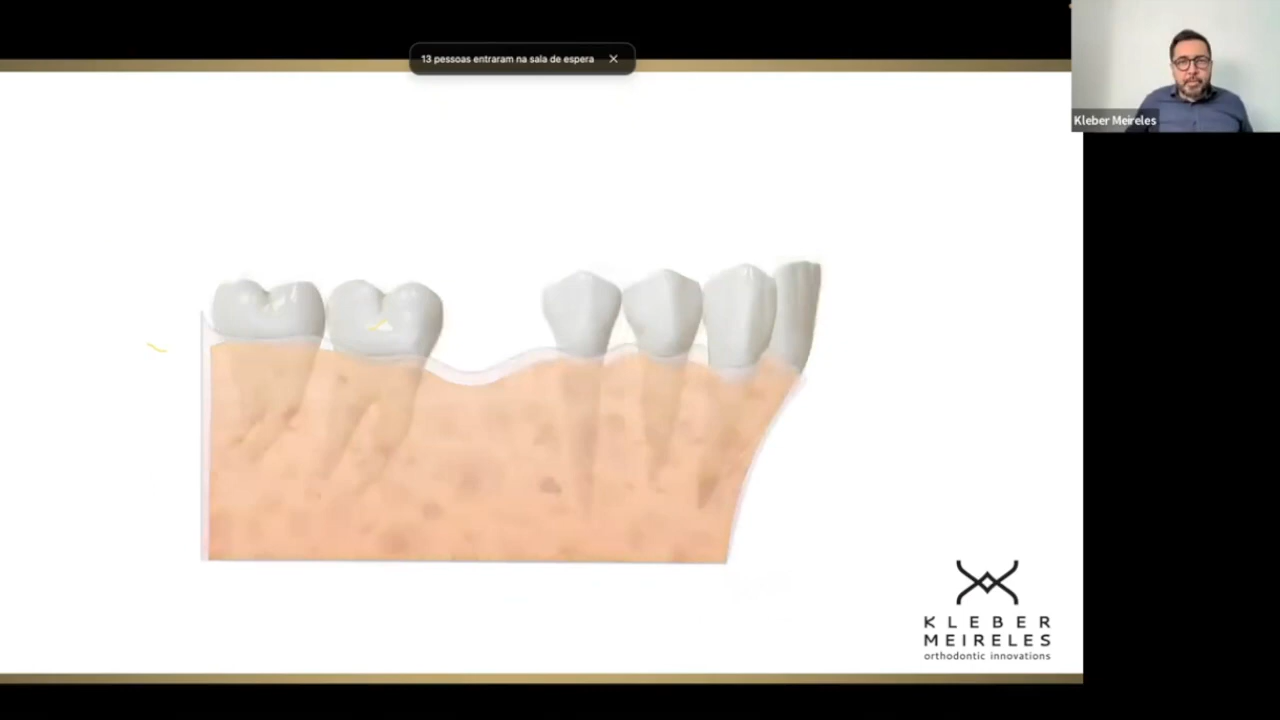 13 pessoas entraram na sala de espera
Kleber Meireles
KLEBER
MEIRELES
orthodontic innovations